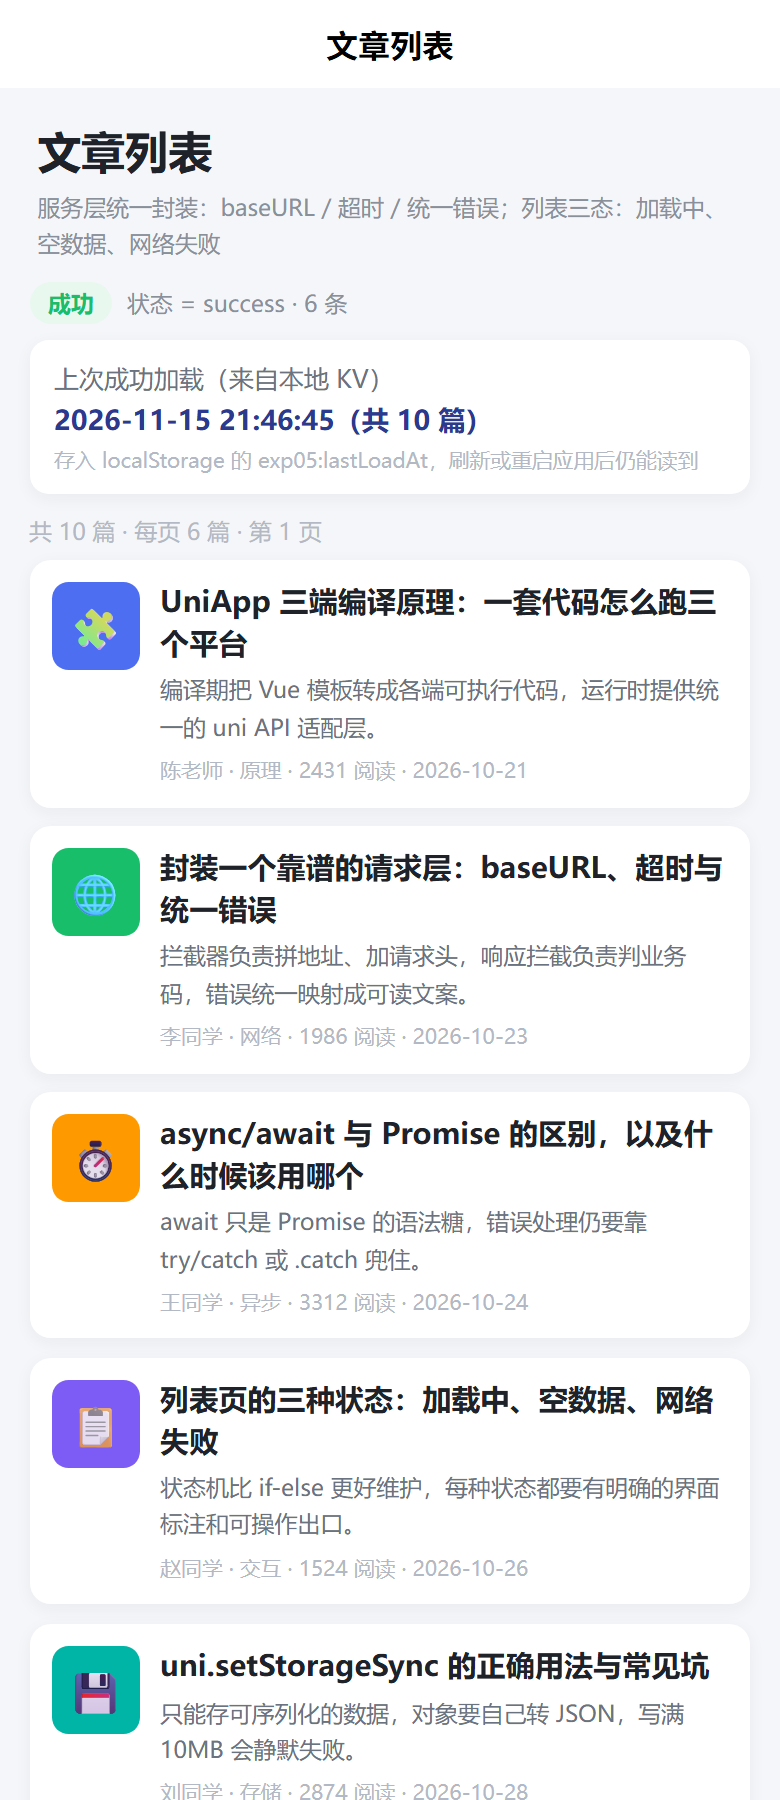 文章列表
文章列表
服务层统一封装：baseURL / 超时 / 统一错误；列表三态：加载中、
空数据、网络失败
成功 状态 = success · 6 条
上次成功加载（来自本地 KV）
2026-11-15 21:46:45（共 10 篇）
存入 localStorage 的 exp05:lastLoadAt，刷新或重启应用后仍能读到
共 10 篇 · 每页 6 篇 · 第 1 页
UniApp 三端编译原理：一套代码怎么跑三
个平台
编译期把 Vue 模板转成各端可执行代码，运行时提供统
一的 uni API 适配层。
陈老师 · 原理 · 2431 阅读 · 2026-10-21
封装一个靠谱的请求层：baseURL、超时与
统一错误
拦截器负责拼地址、加请求头，响应拦截负责判业务
码，错误统一映射成可读文案。
李同学 · 网络 · 1986 阅读 · 2026-10-23
async/await 与 Promise 的区别，以及什
么时候该用哪个
await 只是 Promise 的语法糖，错误处理仍要靠
try/catch 或 .catch 兜住。
王同学 · 异步 · 3312 阅读 · 2026-10-24
列表页的三种状态：加载中、空数据、网络
失败
状态机比 if-else 更好维护，每种状态都要有明确的界面
标注和可操作出口。
赵同学 · 交互 · 1524 阅读 · 2026-10-26
uni.setStorageSync 的正确用法与常见坑
只能存可序列化的数据，对象要自己转 JSON，写满
10MB 会静默失败。
刘同学 · 存储 · 2874 阅读 · 2026-10-28